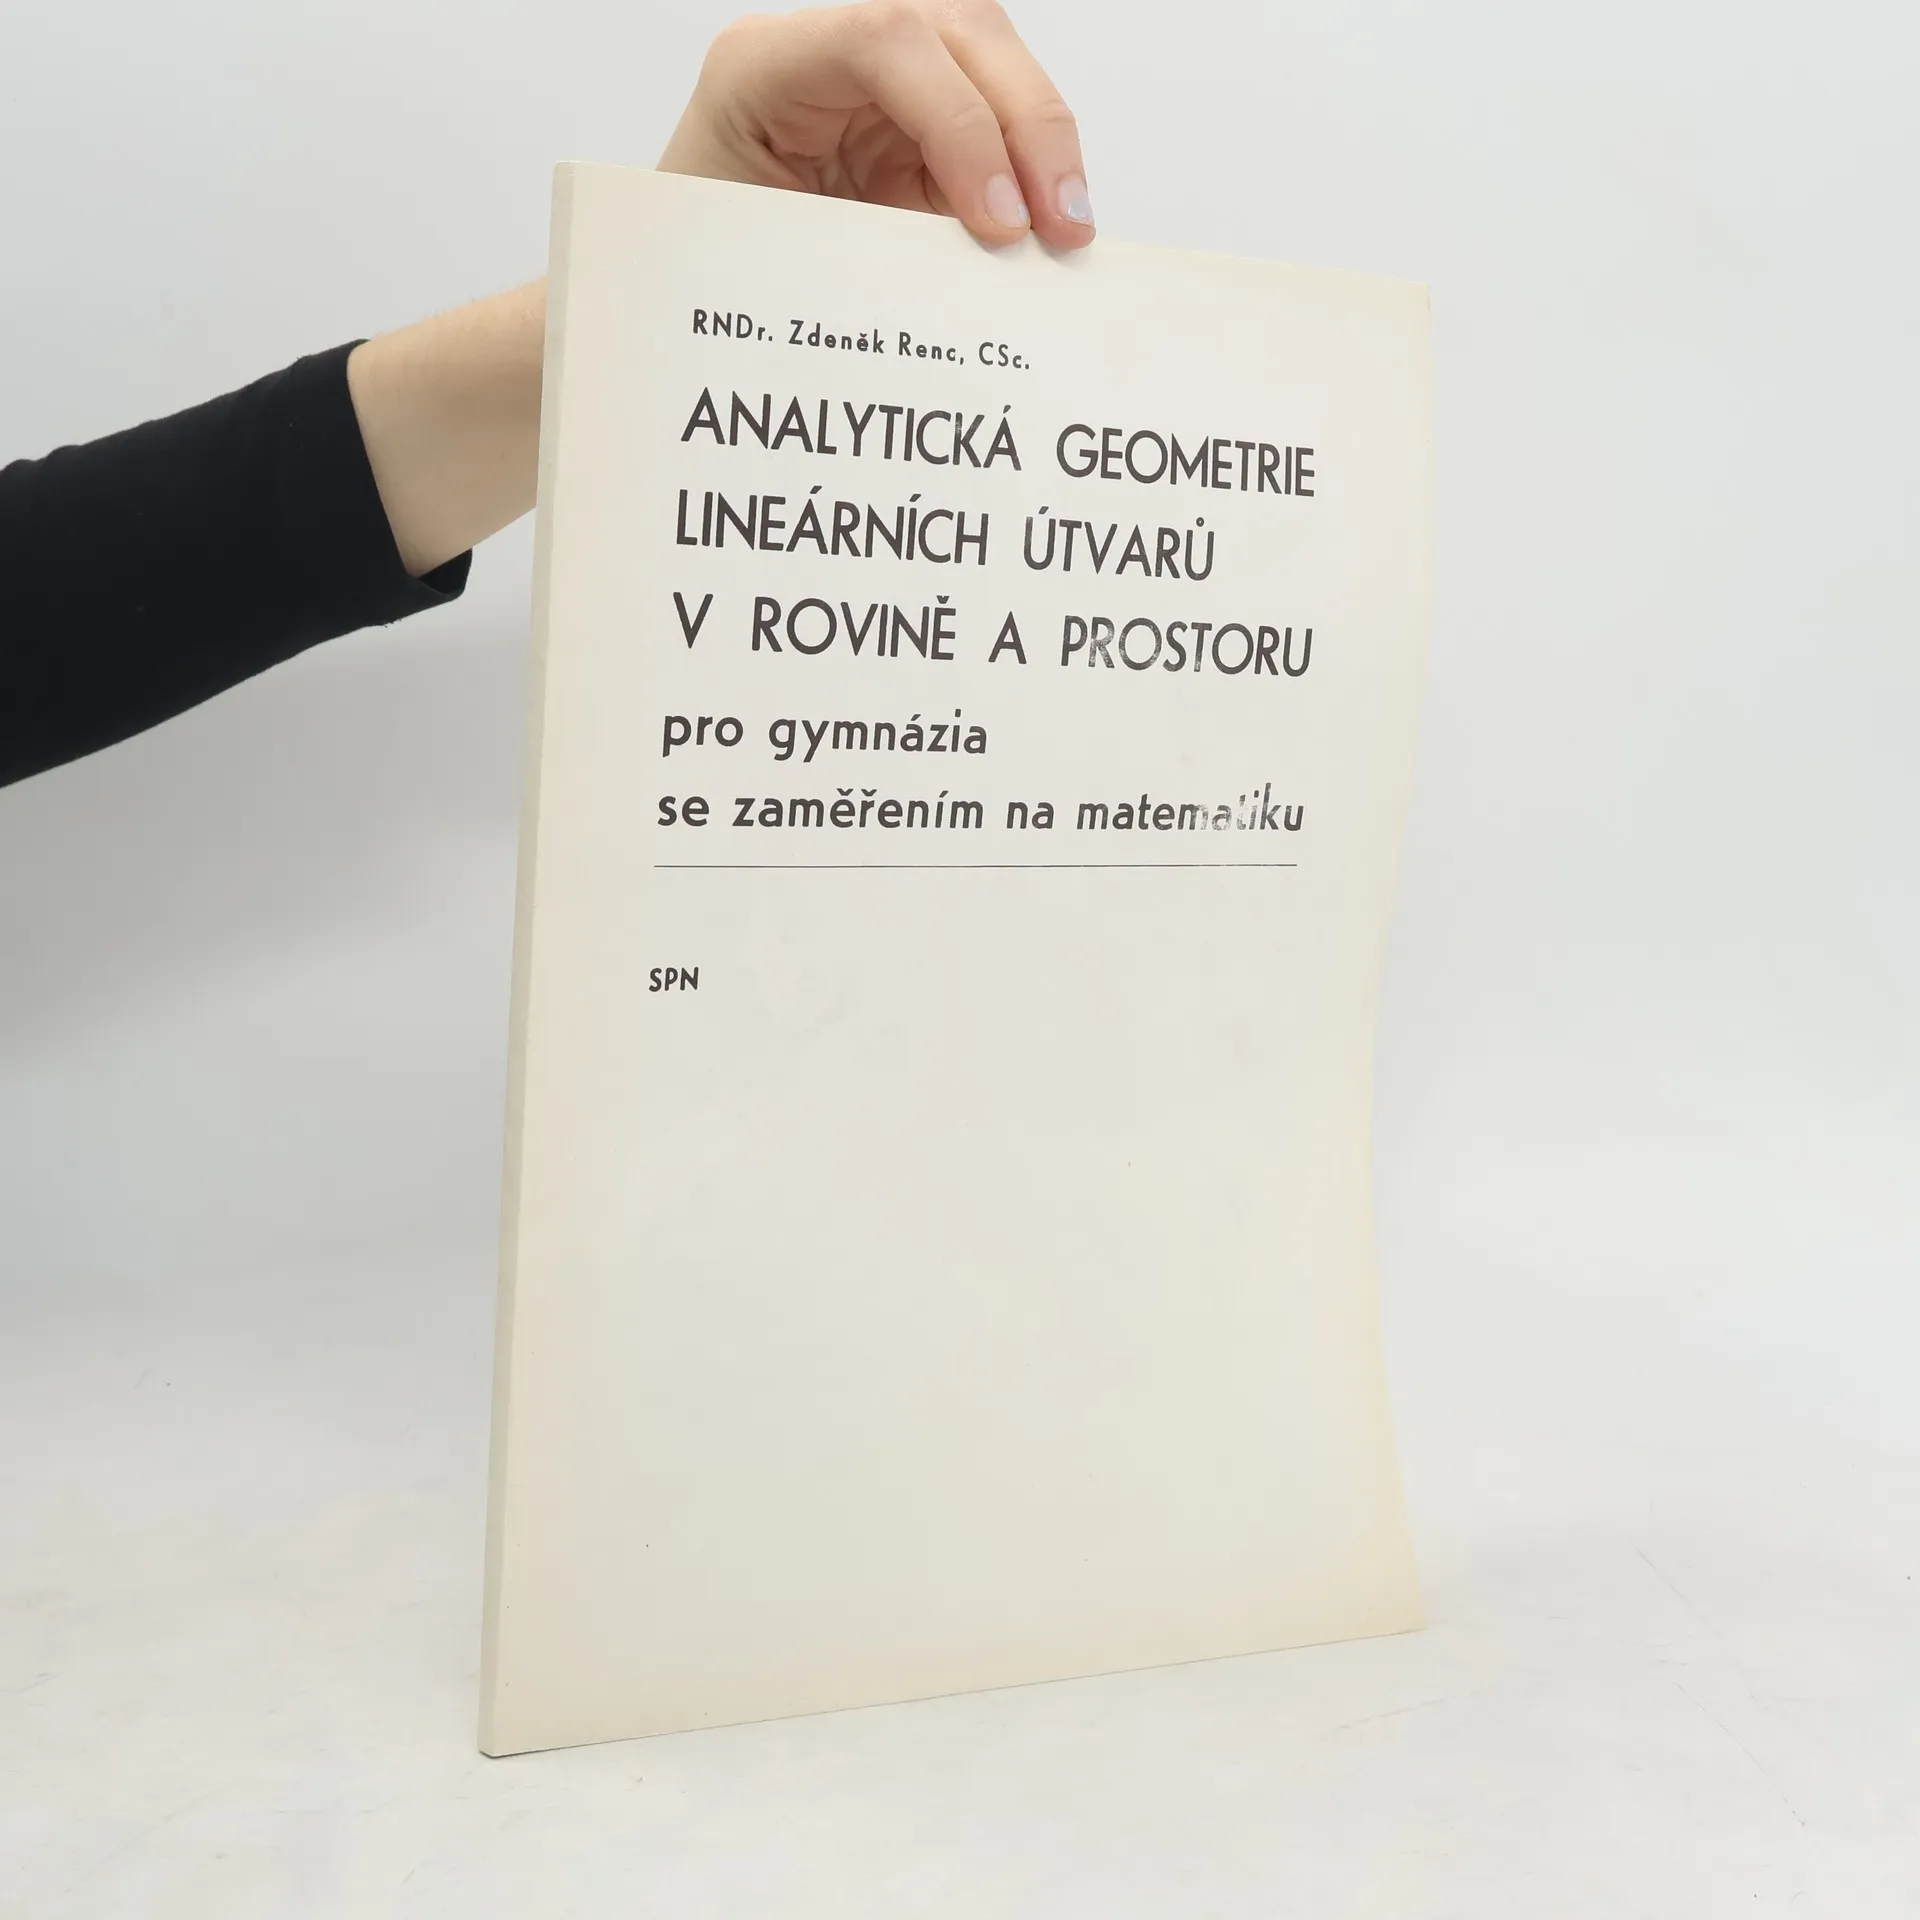 RNDr. Zdeněk Renc, CSc.
ANALYTICKÁ GEOMETRIE
LINEÁRNÍCH ÚTVARŮ
V ROVINĚ A PROSTORU
pro gymnázia
se zaměřením na matematiku
SPN